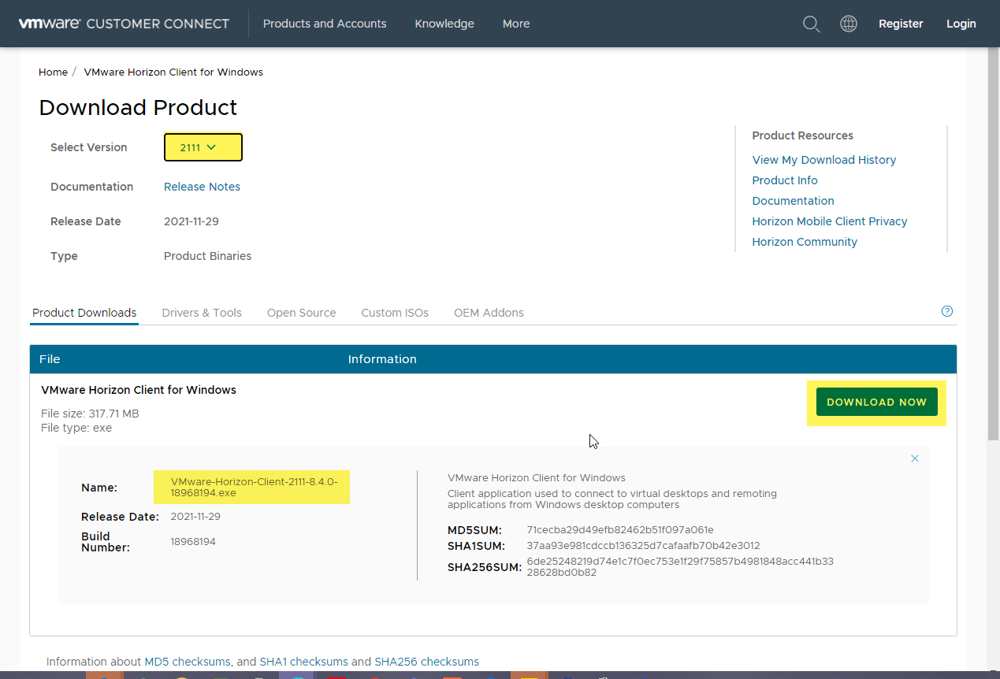 vmware® CUSTOMER CONNECT Products and Accounts Knowledge More Register Login
Home / VMware Horizon Client for Windows
Download Product
Select Version 2111
Documentation Release Notes
Release Date 2021-11-29
Type Product Binaries
Product Resources
View My Download History
Product Info
Documentation
Horizon Mobile Client Privacy
Horizon Community
Product Downloads Drivers & Tools Open Source Custom ISOs OEM Addons
File Information
VMware Horizon Client for Windows
File size: 317.71 MB
File type: exe
DOWNLOAD NOW
Name: VMware-Horizon-Client-2111-8.4.0-
18968194.exe
Release Date: 2021-11-29
Build
Number: 18968194
VMware Horizon Client for Windows
Client application used to connect to virtual desktops and remoting
applications from Windows desktop computers
MD5SUM: 71cecba29d49efb82462b51f097a061e
SHA1SUM: 37aa93e981cdccb136325d7cafaafb70b42e3012
SHA256SUM: 6de25248219d74e1c7f0ec753e1f29f75857b4981848acc441b33
28628bd0b82
Information about MD5 checksums, and SHA1 checksums and SHA256 checksums